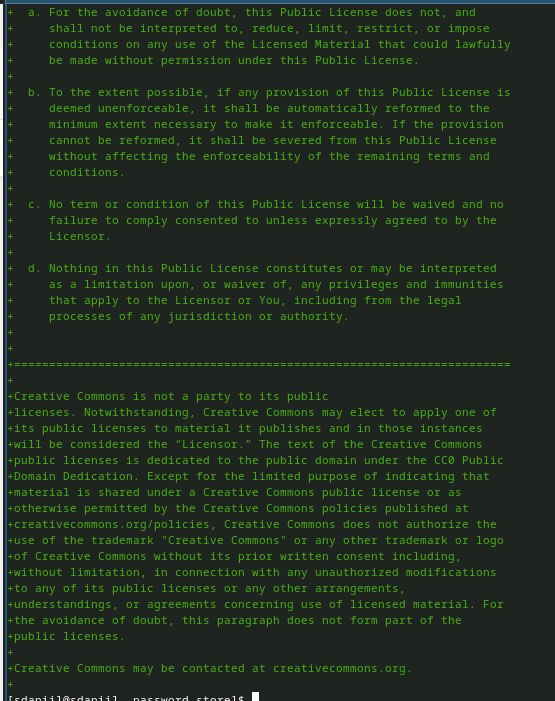 +  a. For the avoidance of doubt, this Public License does not, and
+     shall not be interpreted to, reduce, limit, restrict, or impose
+     conditions on any use of the Licensed Material that could lawfully
+     be made without permission under this Public License.
+
+  b. To the extent possible, if any provision of this Public License is
+     deemed unenforceable, it shall be automatically reformed to the
+     minimum extent necessary to make it enforceable. If the provision
+     cannot be reformed, it shall be severed from this Public License
+     without affecting the enforceability of the remaining terms and
+     conditions.
+
+  c. No term or condition of this Public License will be waived and no
+     failure to comply consented to unless expressly agreed to by the
+     Licensor.
+
+  d. Nothing in this Public License constitutes or may be interpreted
+     as a limitation upon, or waiver of, any privileges and immunities
+     that apply to the Licensor or You, including from the legal
+     processes of any jurisdiction or authority.
+
+
+=======================================================================
+
+Creative Commons is not a party to its public
+licenses. Notwithstanding, Creative Commons may elect to apply one of
+its public licenses to material it publishes and in those instances
+will be considered the “Licensor.” The text of the Creative Commons
+public licenses is dedicated to the public domain under the CC0 Public
+Domain Dedication. Except for the limited purpose of indicating that
+material is shared under a Creative Commons public license or as
+otherwise permitted by the Creative Commons policies published at
+creativecommons.org/policies, Creative Commons does not authorize the
+use of the trademark "Creative Commons" or any other trademark or logo
+of Creative Commons without its prior written consent including,
+without limitation, in connection with any unauthorized modifications
+to any of its public licenses or any other arrangements,
+understandings, or agreements concerning use of licensed material. For
+the avoidance of doubt, this paragraph does not form part of the
+public licenses.
+
+Creative Commons may be contacted at creativecommons.org.
+
[sdaniil@sdaniil password store]$